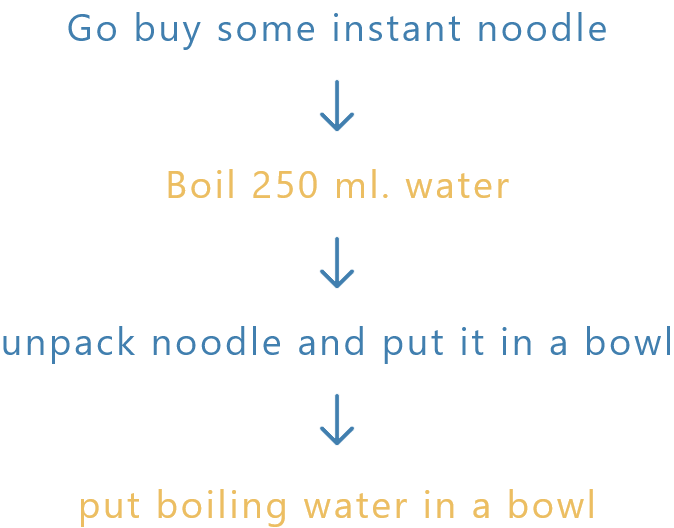 Go buy some instant noodle
Boil 250 ml. water
unpack noodle and put it in a bowl
put boiling water in a bowl